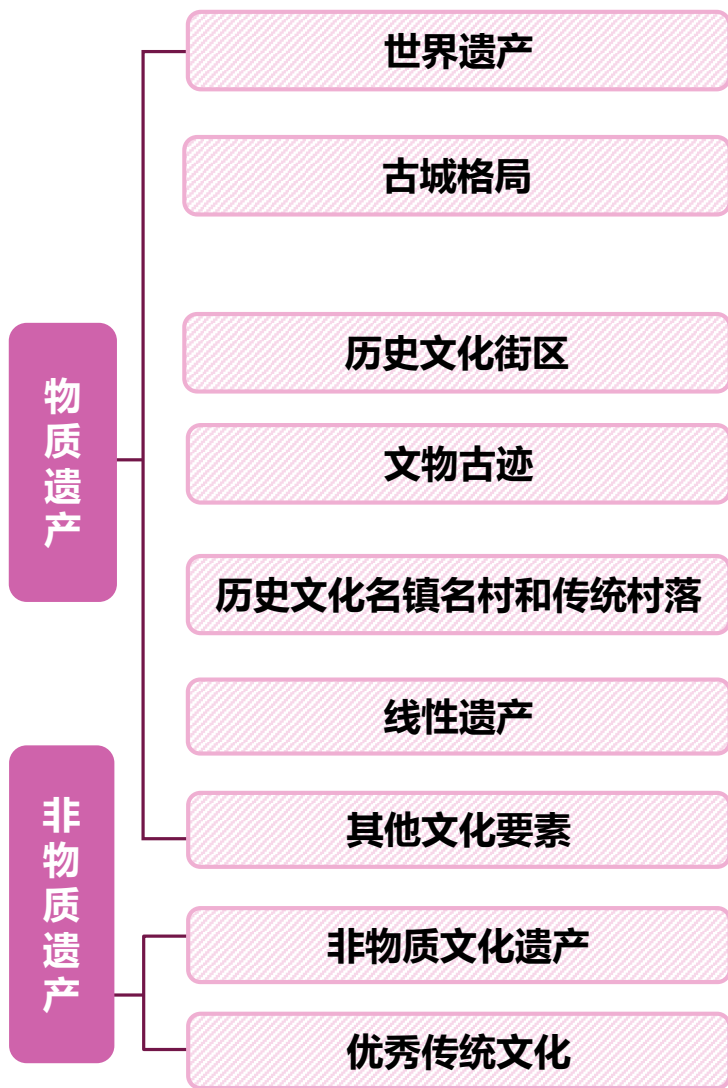 物质遗产
世界遗产
古城格局
历史文化街区
文物古迹
历史文化名镇名村和传统村落
线性遗产
其他文化要素
非物质遗产
非物质文化遗产
优秀传统文化